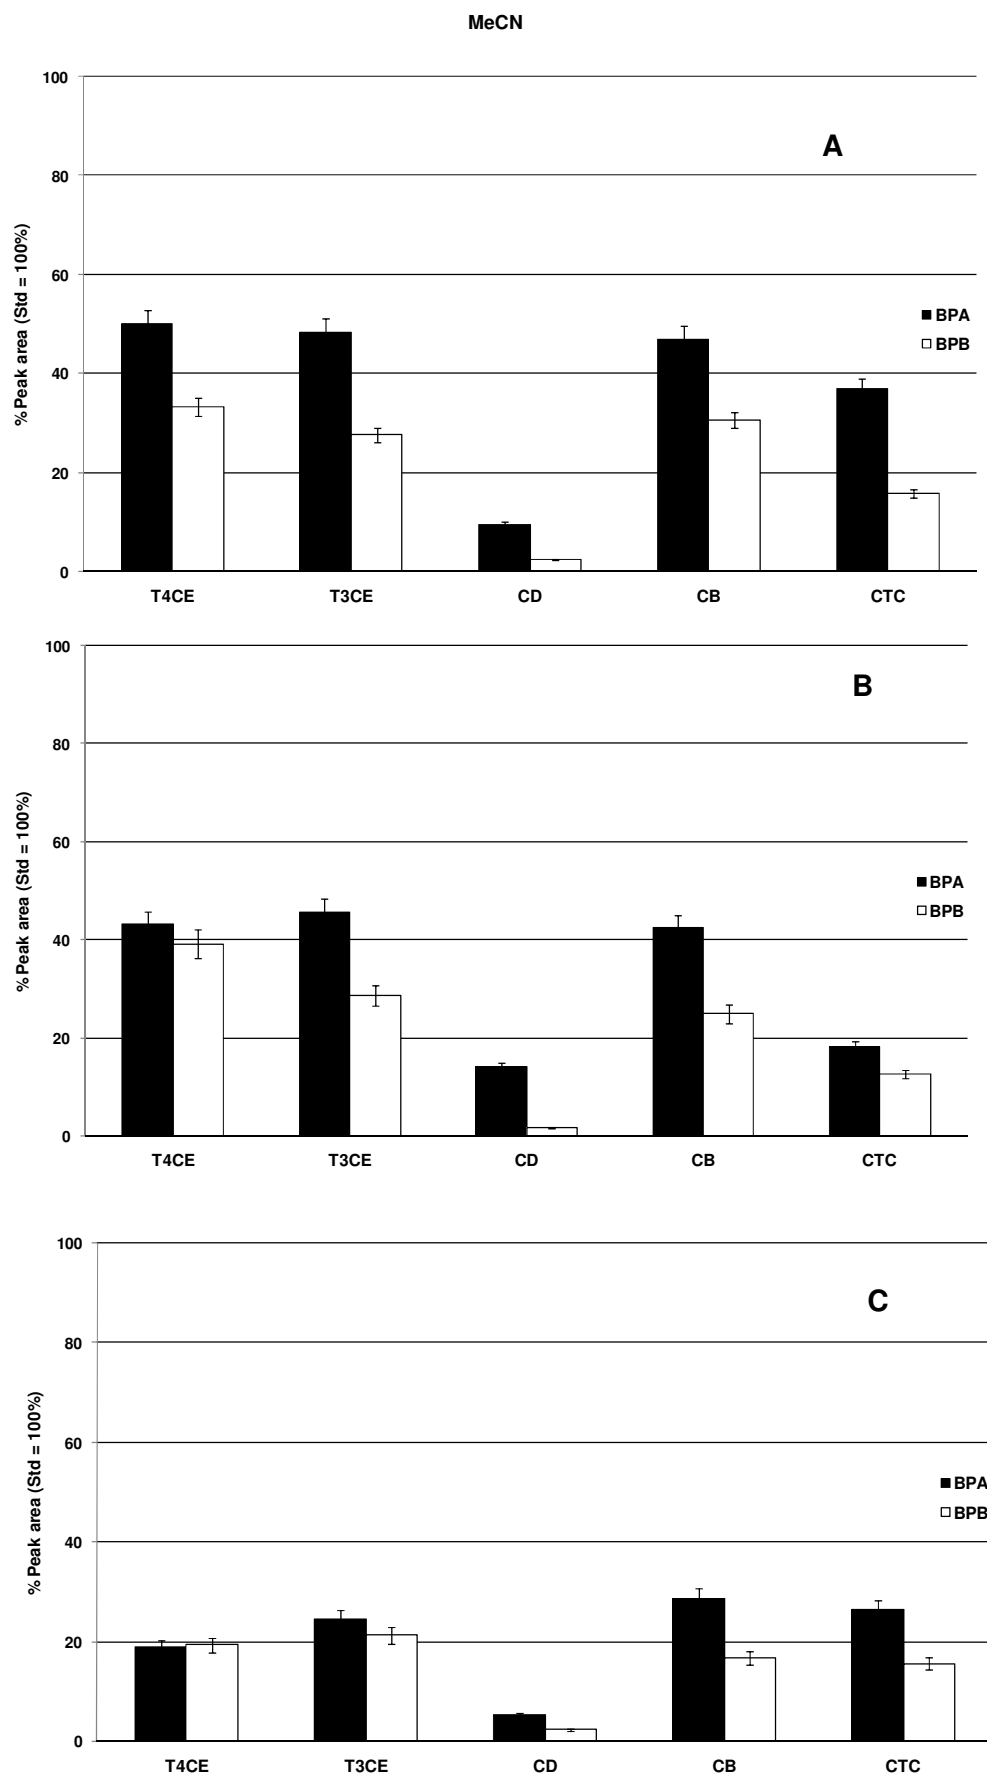 MeCN
100
A
80
% Peak area (Std = 100%)
60
BPA
BPB
40
20
0
T4CE T3CE CD CB CTC
100
B
80
% Peak area (Std = 100%)
60
BPA
BPB
40
20
0
T4CE T3CE CD CB CTC
100
C
80
% Peak area (Std = 100%)
60
BPA
BPB
40
20
0
T4CE T3CE CD CB CTC